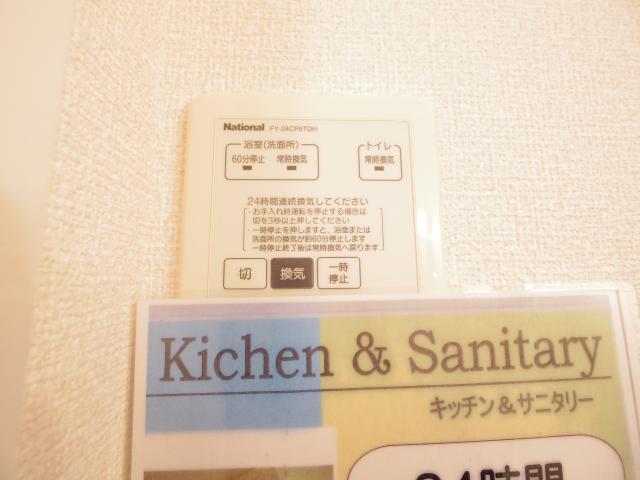 National FY-24CPS TDH
浴室(洗面所)
60分停止 常時換気
トイレ
常時換気
24時間連続換気してください
・お手入れ時運転を停止する場合は
切を3秒以上押してください
・一時停止を押しますと、浴室または
洗面所の換気が約60分停止します
一時停止終了後は常時換気へ戻ります
切 換気 一時停止
Kichen & Sanitary
キッチン&サニタリー
24時間